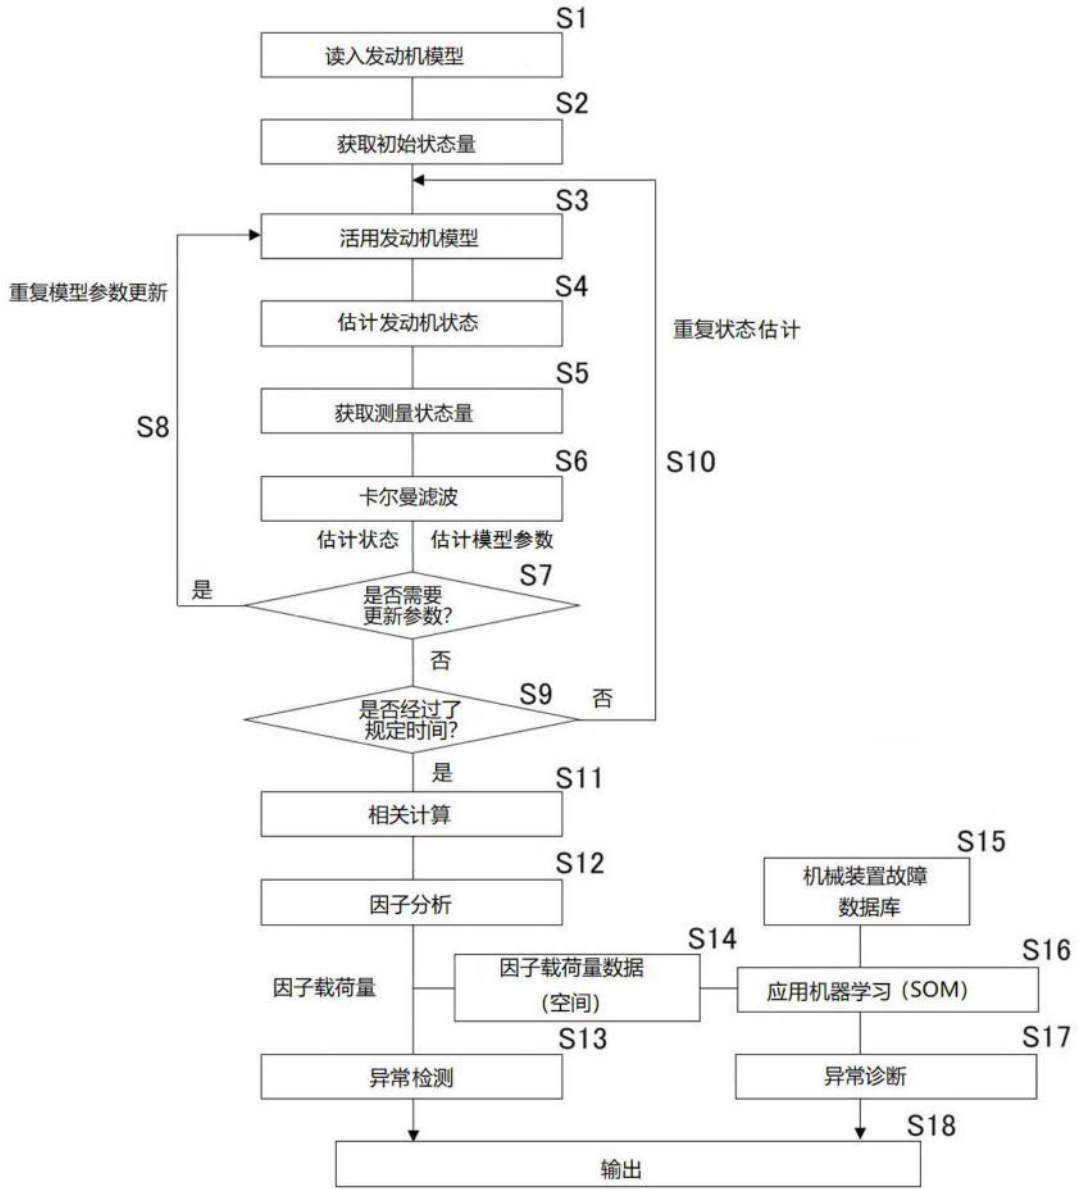 S1
读入发动机模型
S2
获取初始状态量
S3
活用发动机模型
重复模型参数更新
S4
估计发动机状态
重复状态估计
S5
获取测量状态量
S8
S10
S6
卡尔曼滤波
估计状态 估计模型参数
S7
是
是否需要
更新参数?
否
S9
否
是否经过了
规定时间?
是
S11
相关计算
S12
因子分析
S15
机械装置故障
数据库
S14
因子载荷量数据
(空间)
因子载荷量
S16
应用机器学习(SOM)
S13
异常检测
S17
异常诊断
S18
输出